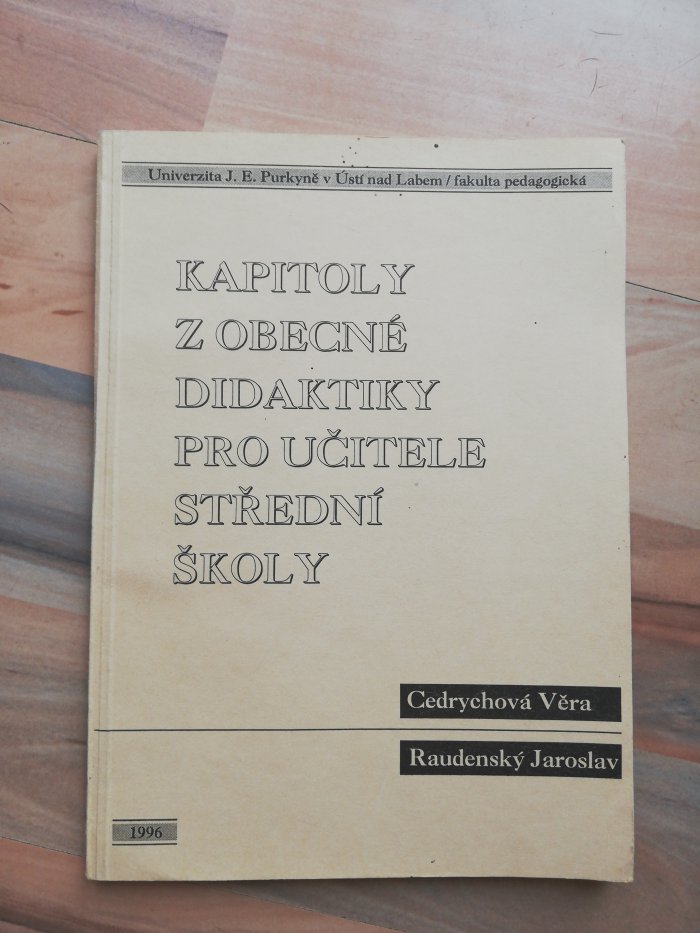 Univerzita J. E. Purkyně v Ústí nad Labem / fakulta pedagogická
KAPITOLY
Z OBECNÉ
DIDAKTIKY
PRO UČITELE
STŘEDNÍ
ŠKOLY
Cedrychová Věra
Raudenský Jaroslav
1996